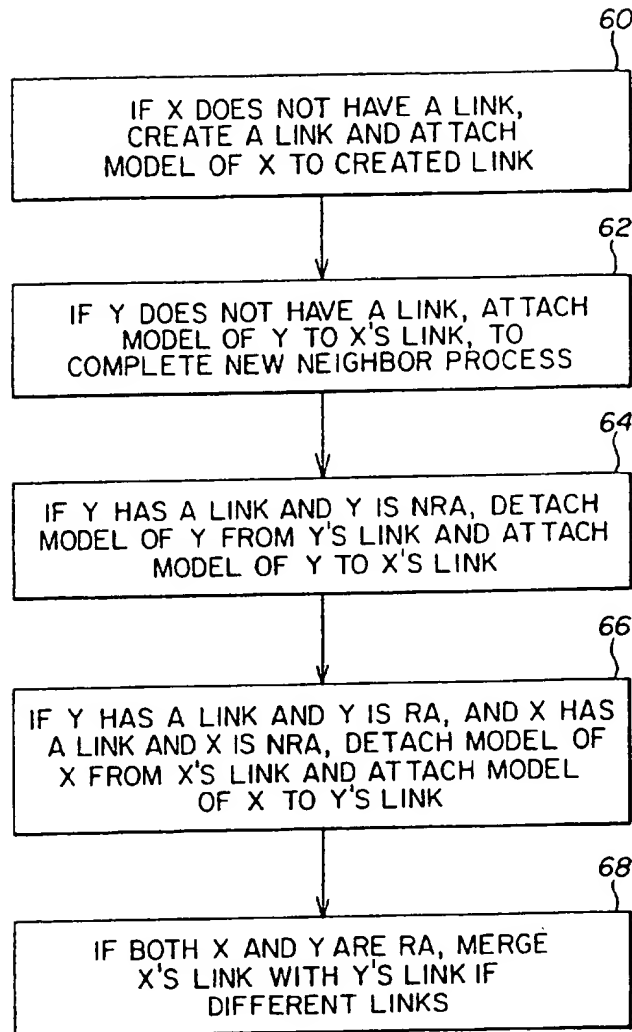 60
IF X DOES NOT HAVE A LINK,
CREATE A LINK AND ATTACH
MODEL OF X TO CREATED LINK
62
IF Y DOES NOT HAVE A LINK, ATTACH
MODEL OF Y TO X'S LINK, TO
COMPLETE NEW NEIGHBOR PROCESS
64
IF Y HAS A LINK AND Y IS NRA, DETACH
MODEL OF Y FROM Y'S LINK AND ATTACH
MODEL OF Y TO X'S LINK
66
IF Y HAS A LINK AND Y IS RA, AND X HAS
A LINK AND X IS NRA, DETACH MODEL OF
X FROM X'S LINK AND ATTACH MODEL
OF X TO Y'S LINK
68
IF BOTH X AND Y ARE RA, MERGE
X'S LINK WITH Y'S LINK IF
DIFFERENT LINKS